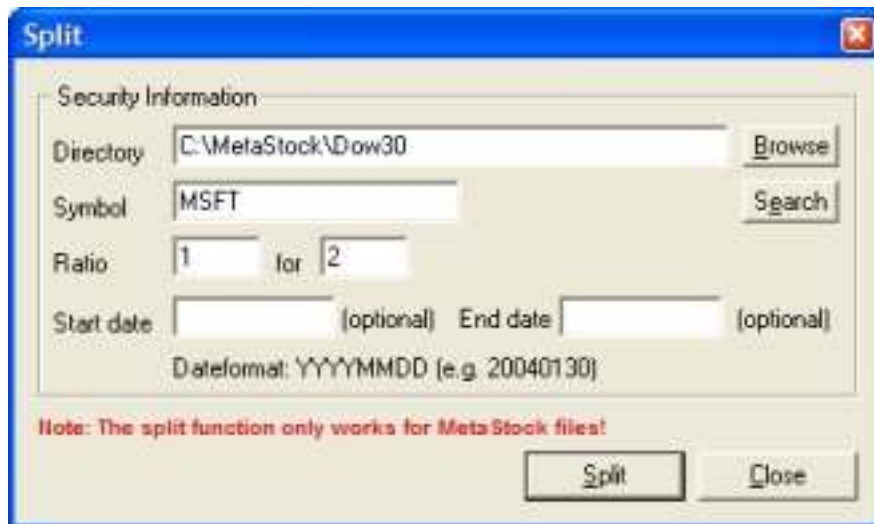 Split
Security Information
Directory C:\MetaStock\Dow30 Browse
Symbol MSFT Search
Ratio 1 for 2
Start date (optional) End date (optional)
Dateformat: YYYYMMDD (e.g. 20040130)
Note: The split function only works for MetaStock files!
Split Close